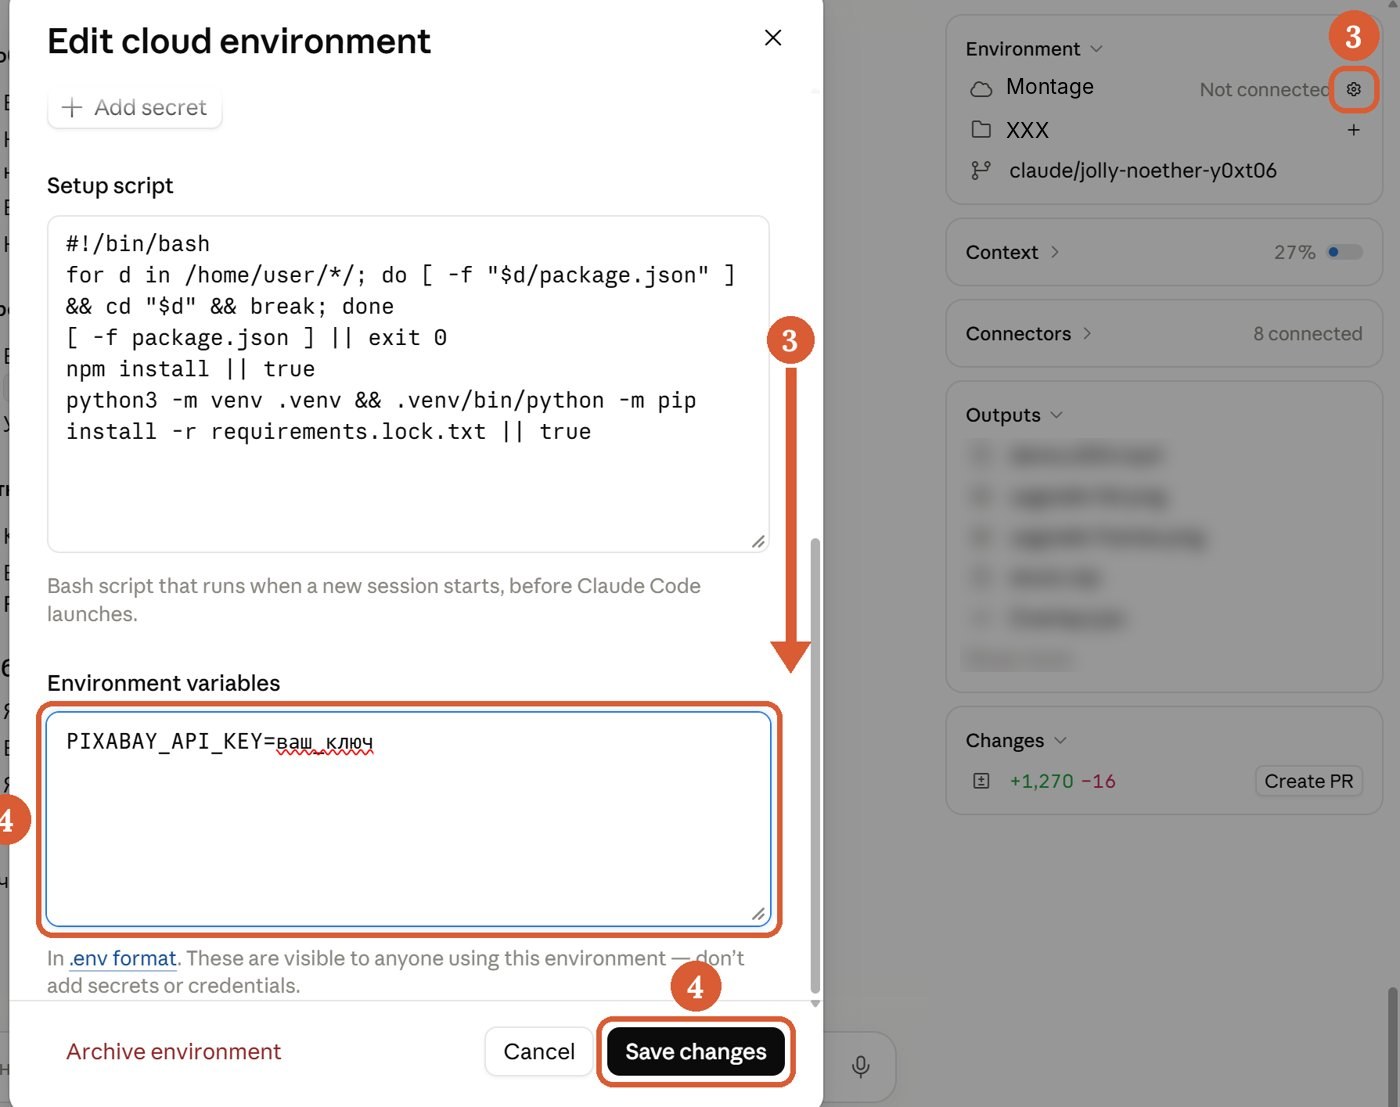 Edit cloud environment
+ Add secret
Setup script
#!/bin/bash
for d in /home/user/*/; do [ -f "$d/package.json" ]
&& cd "$d" && break; done
[ -f package.json ] || exit 0
npm install || true
python3 -m venv .venv && .venv/bin/python -m pip
install -r requirements.lock.txt || true
Bash script that runs when a new session starts, before Claude Code
launches.
3
Environment variables
PIXABAY_API_KEY=ваш_ключ
4
In .env format. These are visible to anyone using this environment — don't
add secrets or credentials.
4
Archive environment
Cancel
Save changes
3
Environment
Montage
Not connected
XXX
+
claude/jolly-noether-y0xt06
Context
27%
Connectors
8 connected
Outputs
Changes
+1,270 −16
Create PR